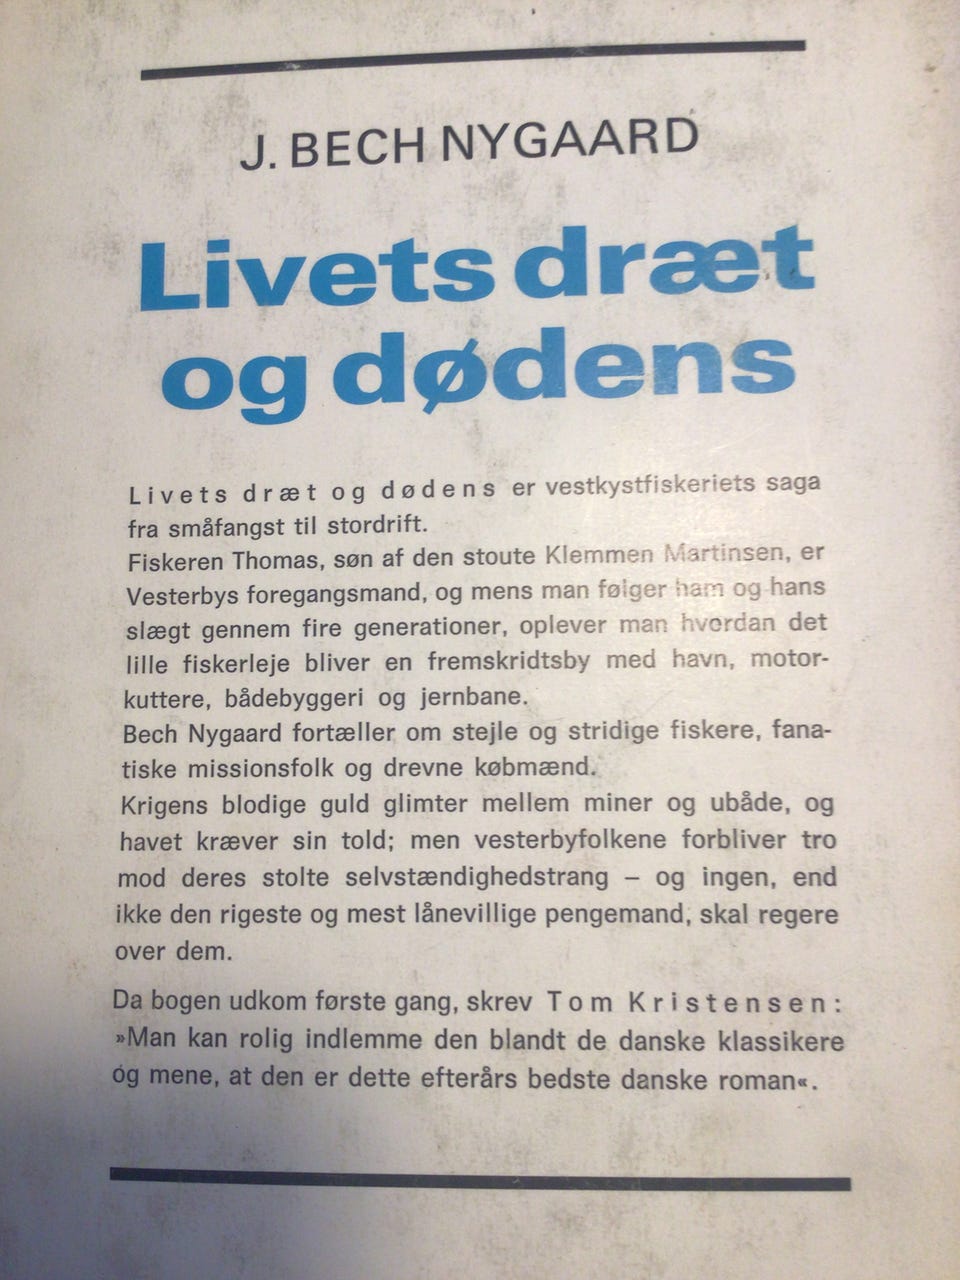 J. BECH NYGAARD
Livets dræt
og dødens
Livets dræt og dødens er vestkystfiskeriets saga
fra småfangst til stordrift.
Fiskeren Thomas, søn af den stoute Klemmen Martinsen, er
Vesterbys foregangsmand, og mens man følger ham og hans
slægt gennem fire generationer, oplever man hvordan det
lille fiskerleje bliver en fremskridtsby med havn, motor-
kuttere, bådebyggeri og jernbane.
Bech Nygaard fortæller om stejle og stridige fiskere, fana-
tiske missionsfolk og drevne købmænd.
Krigens blodige guld glimter mellem miner og ubåde, og
havet kræver sin told; men vesterbyfolkene forbliver tro
mod deres stolte selvstændighedstrang – og ingen, end
ikke den rigeste og mest lånevillige pengemand, skal regere
over dem.
Da bogen udkom første gang, skrev Tom Kristensen:
»Man kan rolig indlemme den blandt de danske klassikere
og mene, at den er dette efterårs bedste danske roman«.